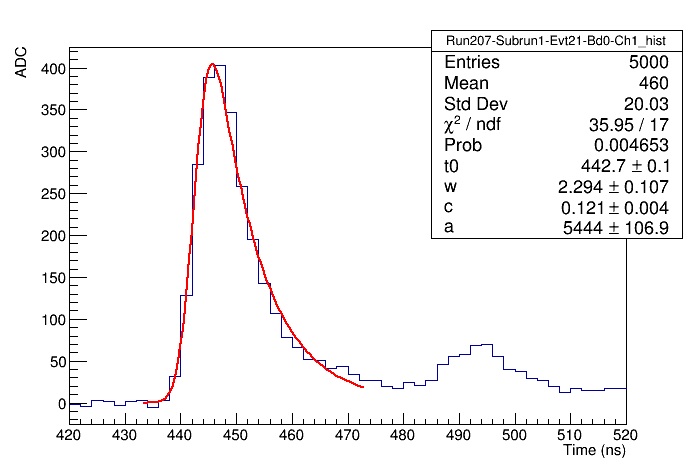 Run207-Subrun1-Evt21-Bd0-Ch1_hist
Entries 5000
Mean 460
Std Dev 20.03
χ² / ndf 35.95 / 17
Prob 0.004653
t0 442.7 ± 0.1
w 2.294 ± 0.107
c 0.121 ± 0.004
a 5444 ± 106.9
ADC
400
350
300
250
200
150
100
50
0
420 430 440 450 460 470 480 490 500 510 520
Time (ns)